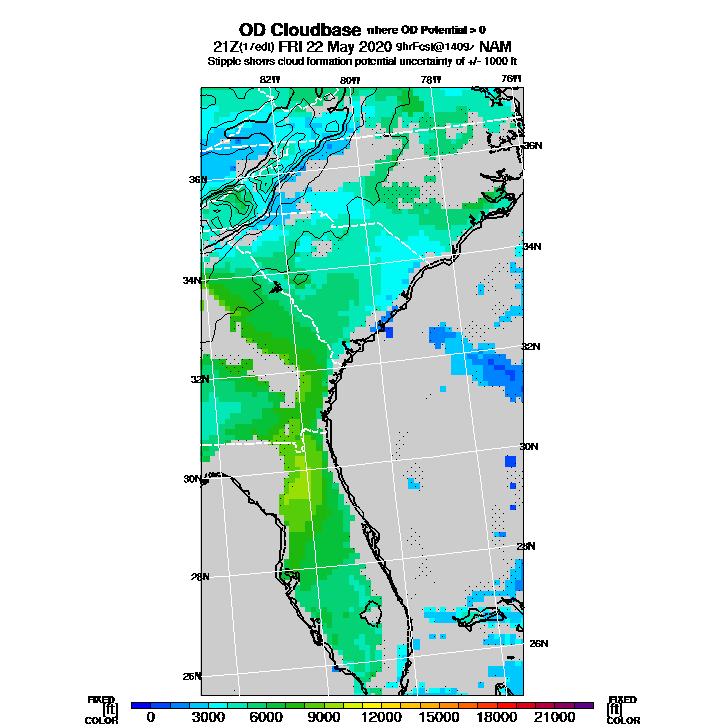 OD Cloudbase where OD Potential > 0
21Z(17edt) FRI 22 May 2020 9hrFcst@1409z NAM
Stipple shows cloud formation potential uncertainty of +/- 1000 ft
82W 80W 78W 76W
36N 36N
34N 34N
32N 32N
30N 30N
28N 28N
26N 26N
FIXED FIXED
[ft] [ft]
COLOR COLOR
0 3000 6000 9000 12000 15000 18000 21000